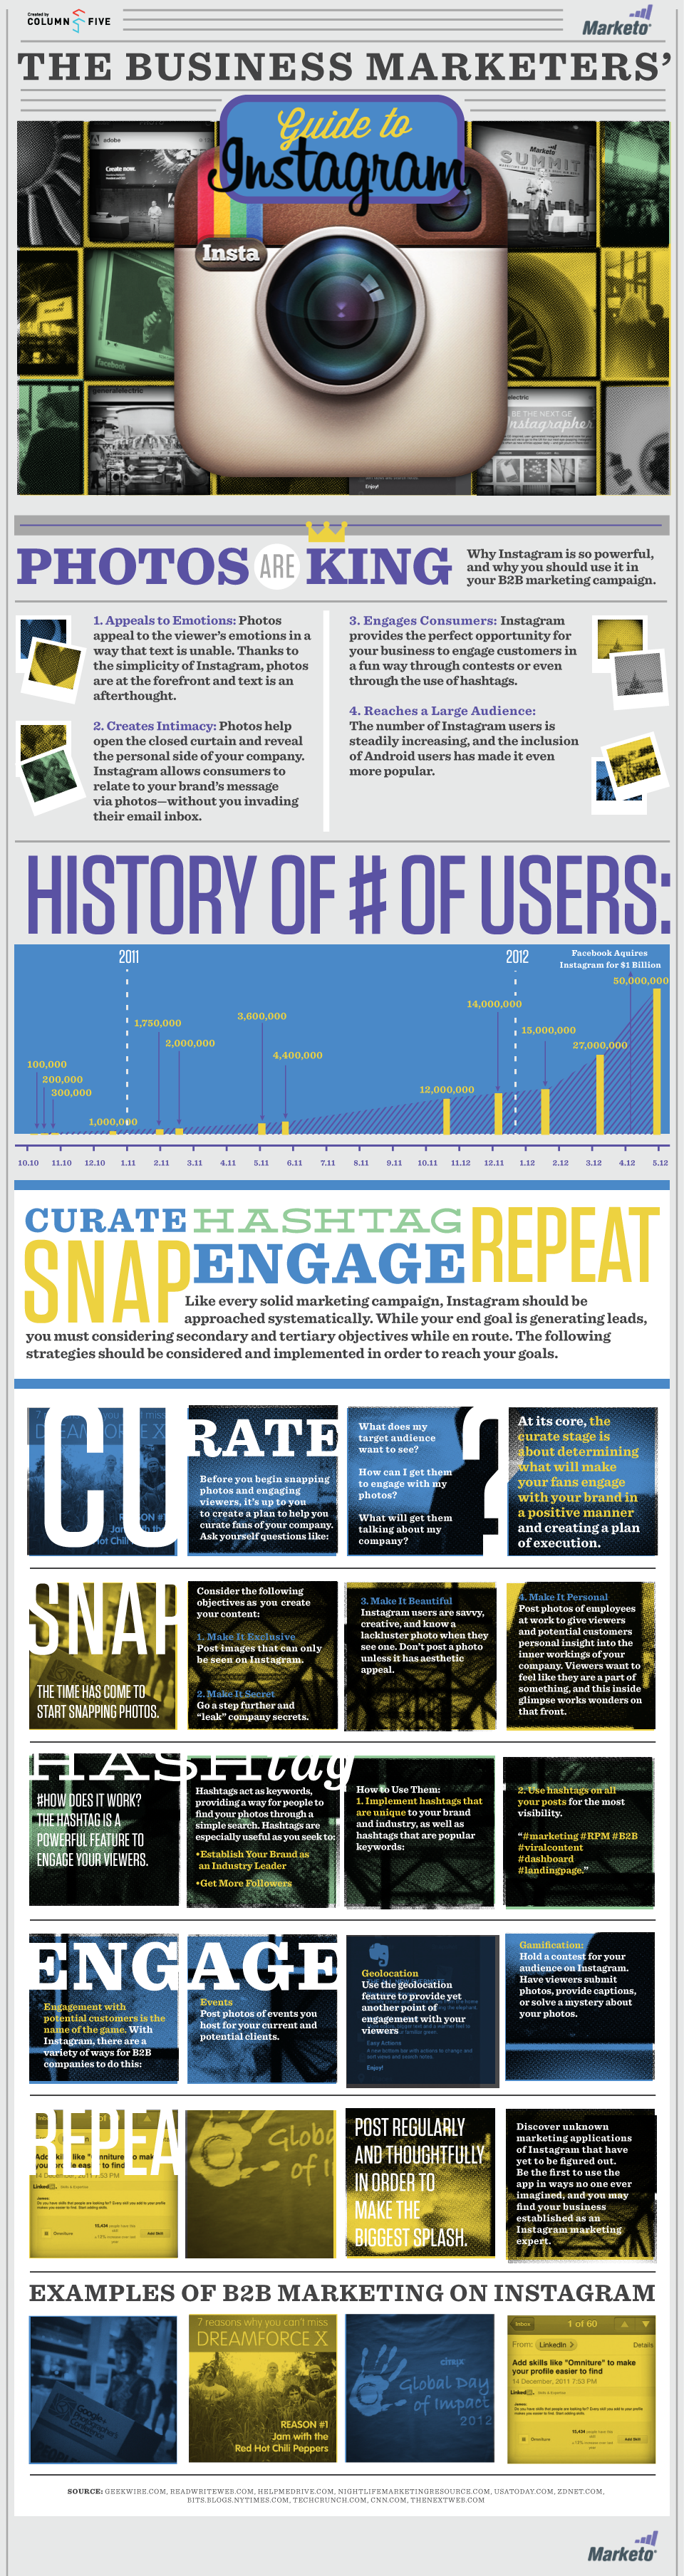 Created by
COLUMN FIVE
Marketo
THE BUSINESS MARKETERS'
Guide to
Instagram
adobe
Create now.
Marketo
SUMMIT
Insta
Marketo
facebook
generalelectric
electric
BE THE NEXT GE
Instagrapher
Enjoy!
PHOTOS ARE KING
Why Instagram is so powerful,
and why you should use it in
your B2B marketing campaign.
1. Appeals to Emotions: Photos
appeal to the viewer's emotions in a
way that text is unable. Thanks to
the simplicity of Instagram, photos
are at the forefront and text is an
afterthought.
2. Creates Intimacy: Photos help
open the closed curtain and reveal
the personal side of your company.
Instagram allows consumers to
relate to your brand's message
via photos—without you invading
their email inbox.
3. Engages Consumers: Instagram
provides the perfect opportunity for
your business to engage customers in
a fun way through contests or even
through the use of hashtags.
4. Reaches a Large Audience:
The number of Instagram users is
steadily increasing, and the inclusion
of Android users has made it even
more popular.
HISTORY OF # OF USERS:
2011
2012
Facebook Aquires
Instagram for $1 Billion
50,000,000
14,000,000
3,600,000
1,750,000
15,000,000
2,000,000
27,000,000
4,400,000
100,000
200,000
12,000,000
300,000
1,000,000
10.10 11.10 12.10 1.11 2.11 3.11 4.11 5.11 6.11 7.11 8.11 9.11 10.11 11.12 12.11 1.12 2.12 3.12 4.12 5.12
CURATE HASHTAG REPEAT
SNAP ENGAGE
Like every solid marketing campaign, Instagram should be
approached systematically. While your end goal is generating leads,
you must considering secondary and tertiary objectives while en route. The following
strategies should be considered and implemented in order to reach your goals.
CURATE
Before you begin snapping
photos and engaging
viewers, it's up to you
to create a plan to help you
curate fans of your company.
Ask yourself questions like:
What does my
target audience
want to see?
How can I get them
to engage with my
photos?
What will get them
talking about my
company?
?
At its core, the
curate stage is
about determining
what will make
your fans engage
with your brand in
a positive manner
and creating a plan
of execution.
SNAP
THE TIME HAS COME TO
START SNAPPING PHOTOS.
Consider the following
objectives as you create
your content:
1. Make It Exclusive
Post images that can only
be seen on Instagram.
2. Make It Secret
Go a step further and
"leak" company secrets.
3. Make It Beautiful
Instagram users are savvy,
creative, and know a
lackluster photo when they
see one. Don't post a photo
unless it has aesthetic
appeal.
4. Make It Personal
Post photos of employees
at work to give viewers
and potential customers
personal insight into the
inner workings of your
company. Viewers want to
feel like they are a part of
something, and this inside
glimpse works wonders on
that front.
HASHtag
#HOW DOES IT WORK?
THE HASHTAG IS A
POWERFUL FEATURE TO
ENGAGE YOUR VIEWERS.
Hashtags act as keywords,
providing a way for people to
find your photos through a
simple search. Hashtags are
especially useful as you seek to:
•Establish Your Brand as
an Industry Leader
•Get More Followers
How to Use Them:
1. Implement hashtags that
are unique to your brand
and industry, as well as
hashtags that are popular
keywords:
2. Use hashtags on all
your posts for the most
visibility.
"#marketing #RPM #B2B
#viralcontent
#dashboard
#landingpage."
ENGAGE
Engagement with
potential customers is the
name of the game. With
Instagram, there are a
variety of ways for B2B
companies to do this:
Events
Post photos of events you
host for your current and
potential clients.
Geolocation
Use the geolocation
feature to provide yet
another point of
engagement with your
viewers
Easy Actions
Enjoy!
Gamification:
Hold a contest for your
audience on Instagram.
Have viewers submit
photos, provide captions,
or solve a mystery about
your photos.
REPEA
POST REGULARLY
AND THOUGHTFULLY
IN ORDER TO
MAKE THE
BIGGEST SPLASH.
Discover unknown
marketing applications
of Instagram that have
yet to be figured out.
Be the first to use the
app in ways no one ever
imagined, and you may
find your business
established as an
Instagram marketing
expert.
EXAMPLES OF B2B MARKETING ON INSTAGRAM
7 reasons why you can't miss
DREAMFORCE X
REASON #1
Jam with the
Red Hot Chili Peppers
citrix
Global Day
of Impact
2012
Inbox 1 of 60
From: LinkedIn Details
Add skills like "Omniture" to make
your profile easier to find
14 December, 2011 7:53 PM
SOURCE: GEEKWIRE.COM, READWRITEWEB.COM, HELPMEDRIVE.COM, NIGHTLIFEMARKETINGRESOURCE.COM, USATODAY.COM, ZDNET.COM,
BITS.BLOGS.NYTIMES.COM, TECHCRUNCH.COM, CNN.COM, THENEXTWEB.COM
Marketo